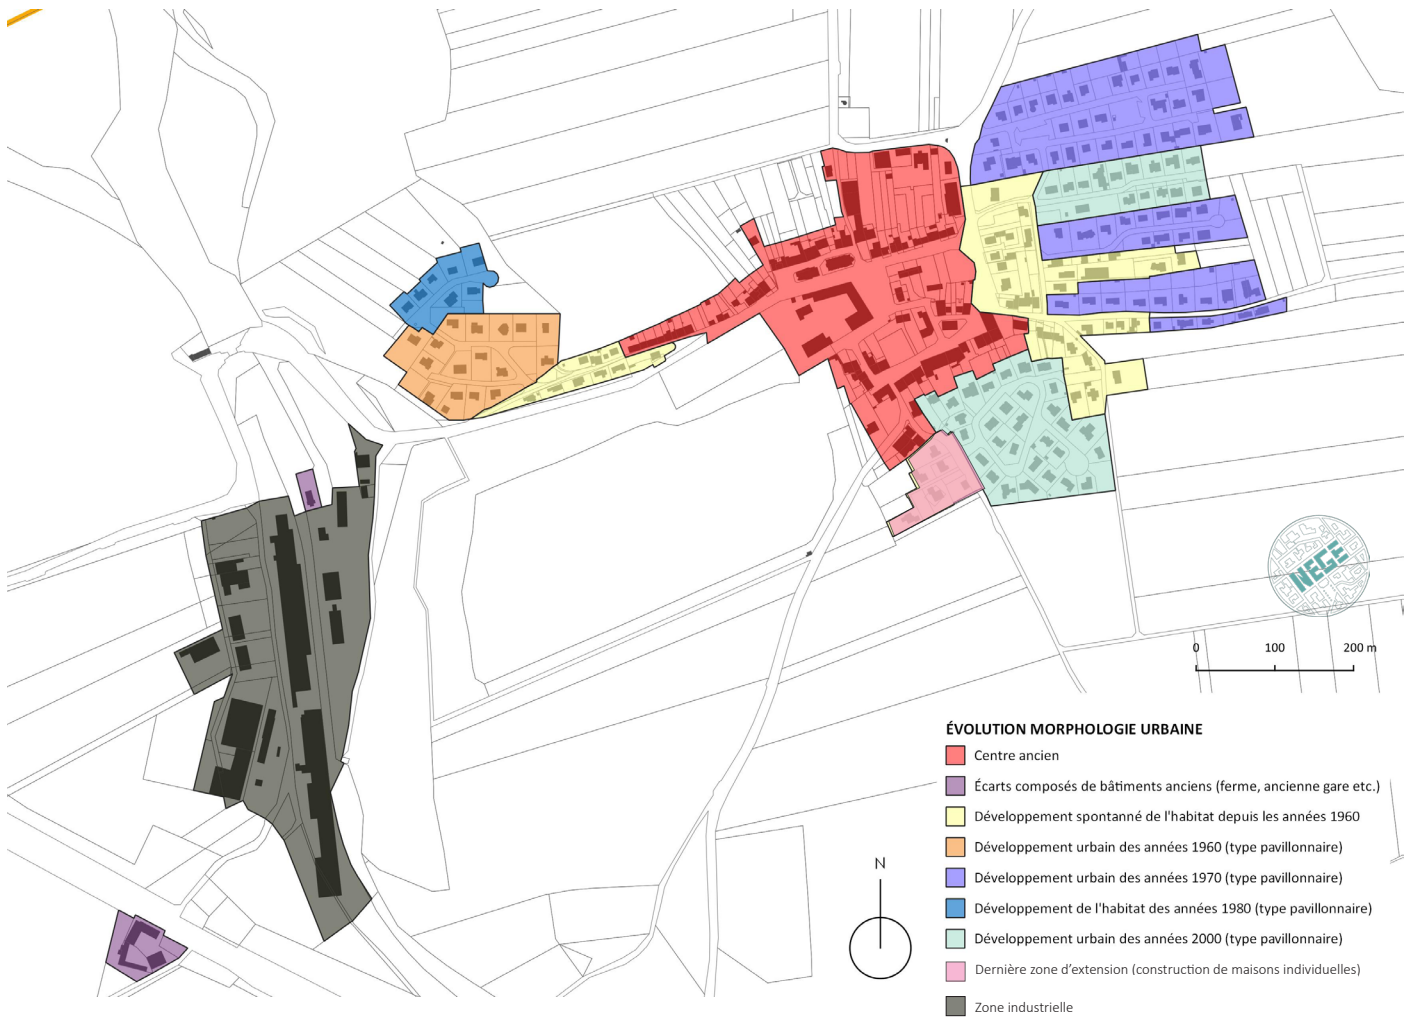 NEGE
0 100 200 m
ÉVOLUTION MORPHOLOGIE URBAINE
Centre ancien
Écarts composés de bâtiments anciens (ferme, ancienne gare etc.)
Développement spontanné de l'habitat depuis les années 1960
Développement urbain des années 1960 (type pavillonnaire)
Développement urbain des années 1970 (type pavillonnaire)
Développement de l'habitat des années 1980 (type pavillonnaire)
Développement urbain des années 2000 (type pavillonnaire)
Dernière zone d’extension (construction de maisons individuelles)
Zone industrielle
N